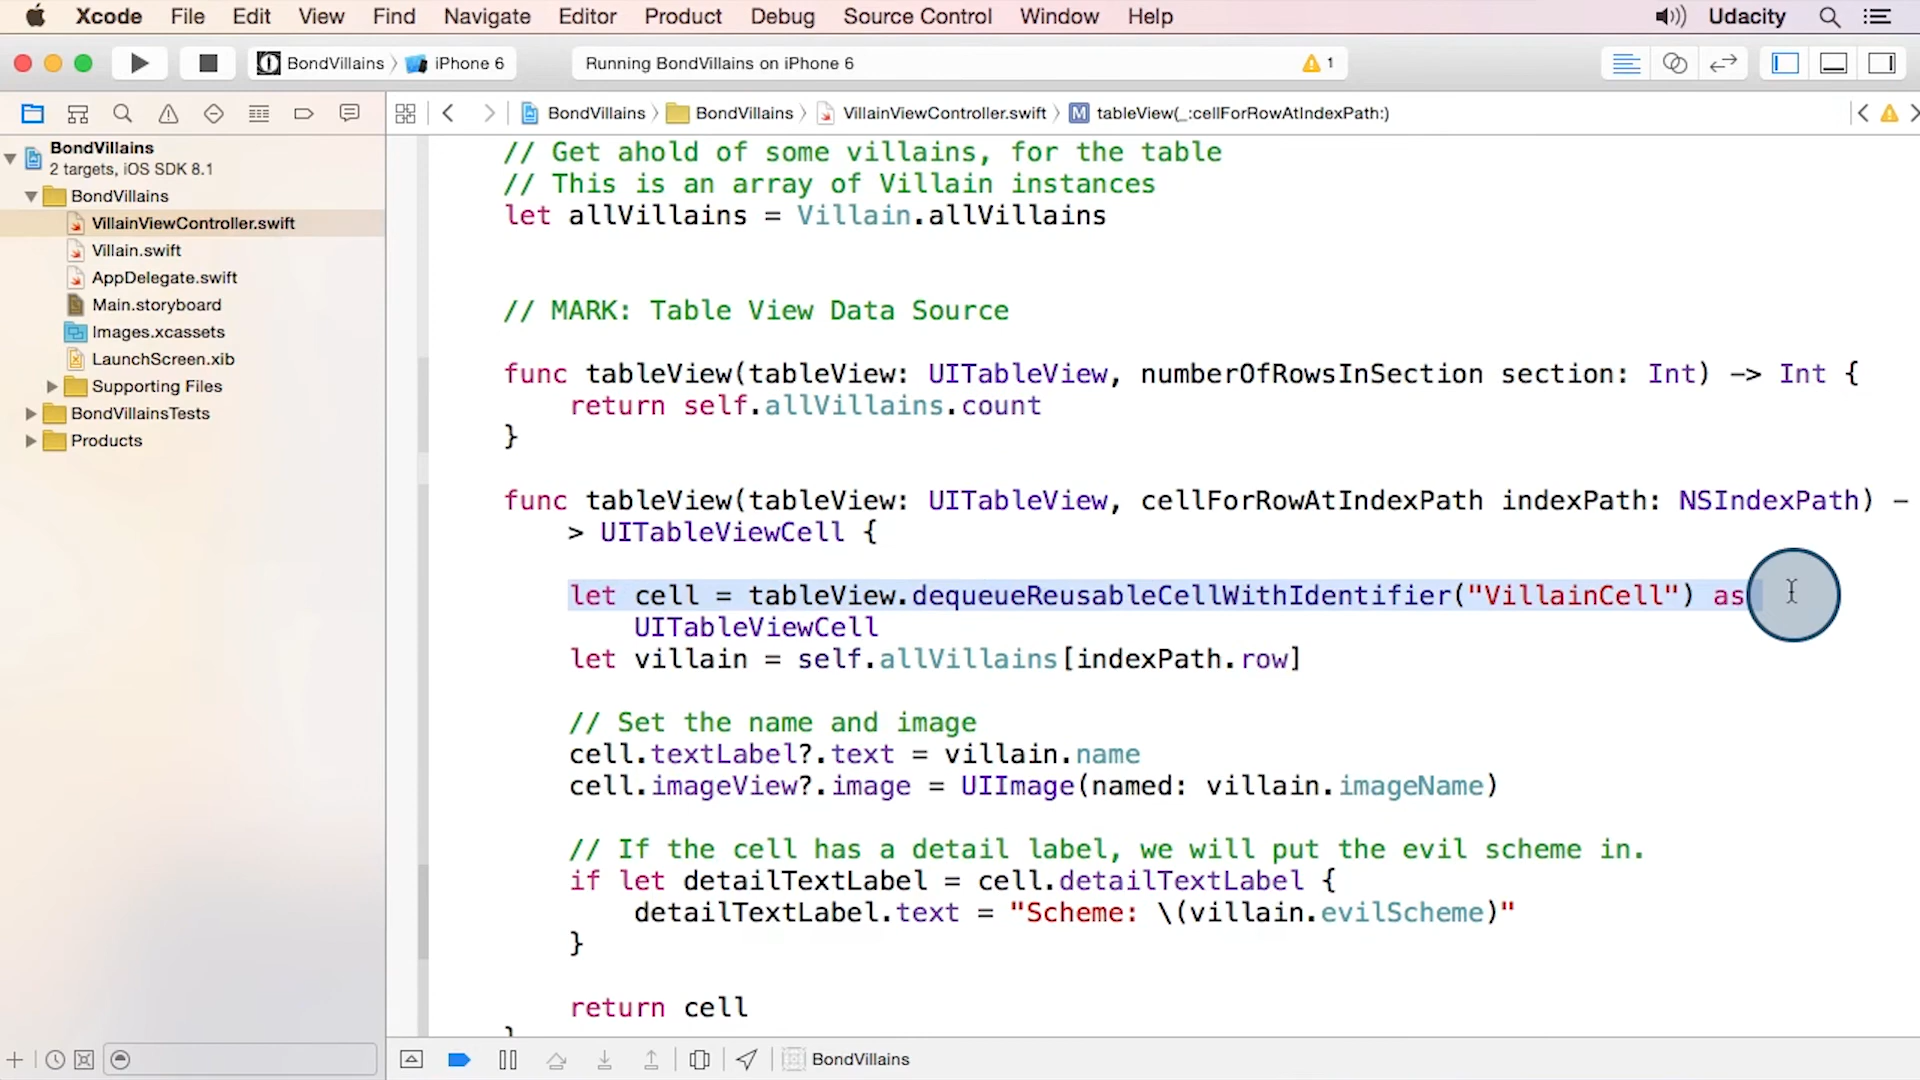 Xcode File Edit View Find Navigate Editor Product Debug Source Control Window Help Udacity
BondVillains iPhone 6 Running BondVillains on iPhone 6 1
BondVillains BondVillains VillainViewController.swift tableView(_:cellForRowAtIndexPath:)
BondVillains
2 targets, iOS SDK 8.1
BondVillains
VillainViewController.swift
Villain.swift
AppDelegate.swift
Main.storyboard
Images.xcassets
LaunchScreen.xib
Supporting Files
BondVillainsTests
Products
// Get ahold of some villains, for the table
// This is an array of Villain instances
let allVillains = Villain.allVillains
// MARK: Table View Data Source
func tableView(tableView: UITableView, numberOfRowsInSection section: Int) -> Int {
return self.allVillains.count
}
func tableView(tableView: UITableView, cellForRowAtIndexPath indexPath: NSIndexPath) -
> UITableViewCell {
let cell = tableView.dequeueReusableCellWithIdentifier("VillainCell") as
UITableViewCell
let villain = self.allVillains[indexPath.row]
// Set the name and image
cell.textLabel?.text = villain.name
cell.imageView?.image = UIImage(named: villain.imageName)
// If the cell has a detail label, we will put the evil scheme in.
if let detailTextLabel = cell.detailTextLabel {
detailTextLabel.text = "Scheme: \(villain.evilScheme)"
}
return cell
}
BondVillains